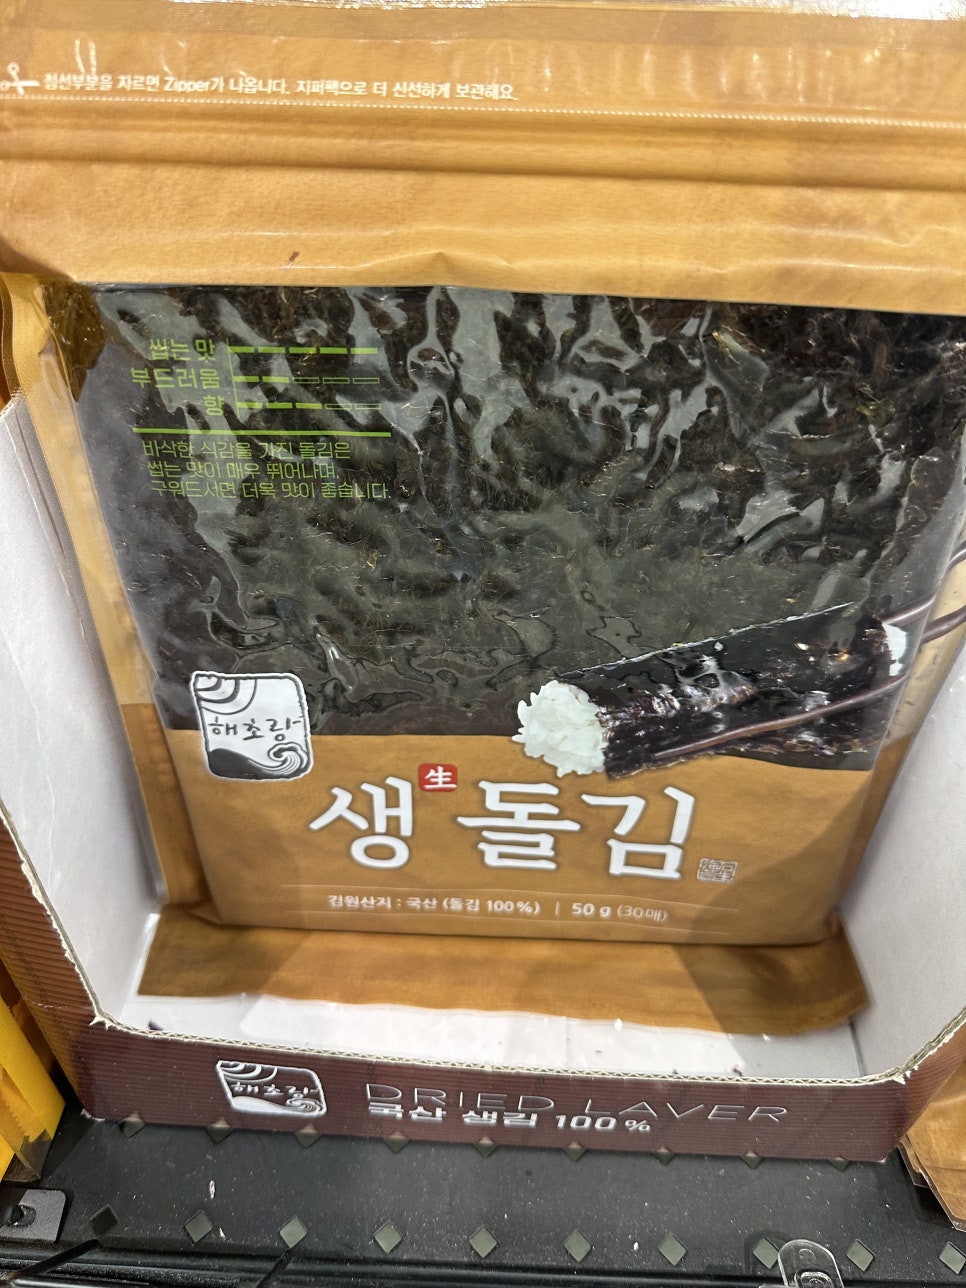 점선부분을 자르면 Zipper가 나옵니다. 지퍼팩으로 더 신선하게 보관해요.
씹는 맛
부드러움
향
바삭한 식감을 가진 돌김은
씹는 맛이 매우 뛰어나며,
구워드시면 더욱 맛이 좋습니다.
해초랑
생 生 돌김
김원산지 : 국산 (돌김 100%) | 50 g (30매)
해초랑
DRIED LAVER
국산 생김 100%